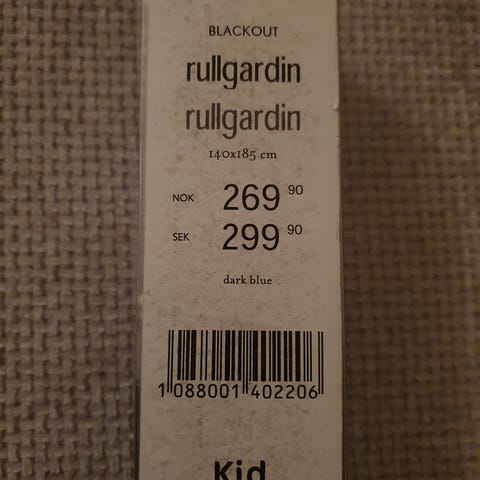 BLACKOUT
rullgardin
rullgardin
140x185 cm
NOK 269 90
SEK 299 90
dark blue
1 088001 402206
Kid